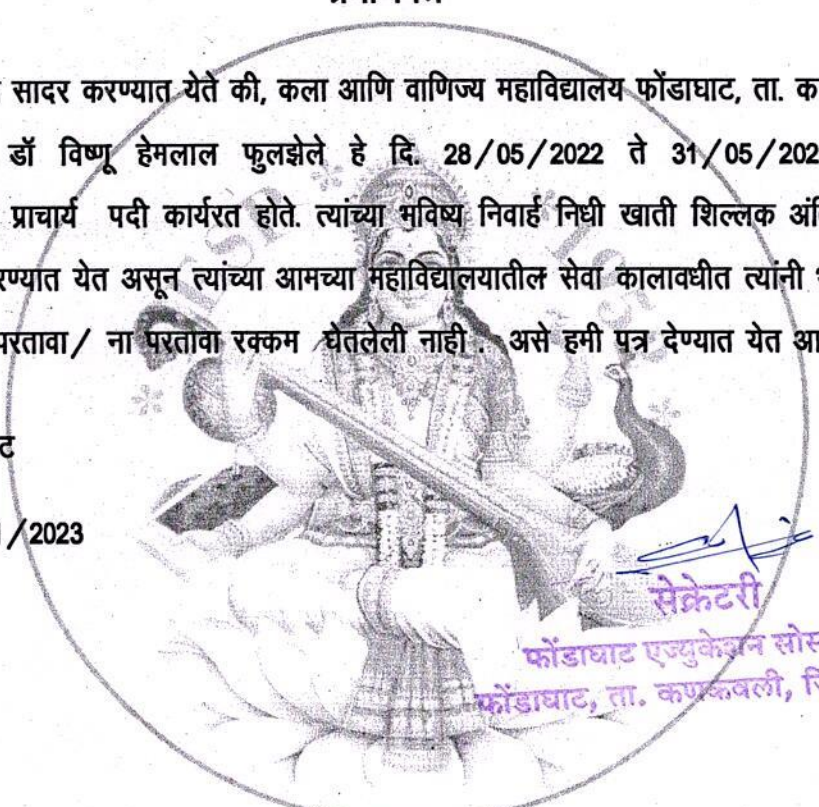 सादर करण्यात येते की, कला आणि वाणिज्य महाविद्यालय फोंडाघाट, ता. क
डॉ विष्णू हेमलाल फुलझेले हे दि. 28/05/2022 ते 31/05/202
प्राचार्य पदी कार्यरत होते. त्यांच्या भविष्य निवार्ह निधी खाती शिल्लक अं
रण्यात येत असून त्यांच्या आमच्या महाविद्यालयातील सेवा कालावधीत त्यांनी
परतावा/ ना परतावा रक्कम घेतलेली नाही . असे हमी पत्र देण्यात येत आ
ट
/2023
सेक्रेटरी
फोंडाघाट एज्युकेशन सोस
फोंडाघाट, ता. कणकवली, सि